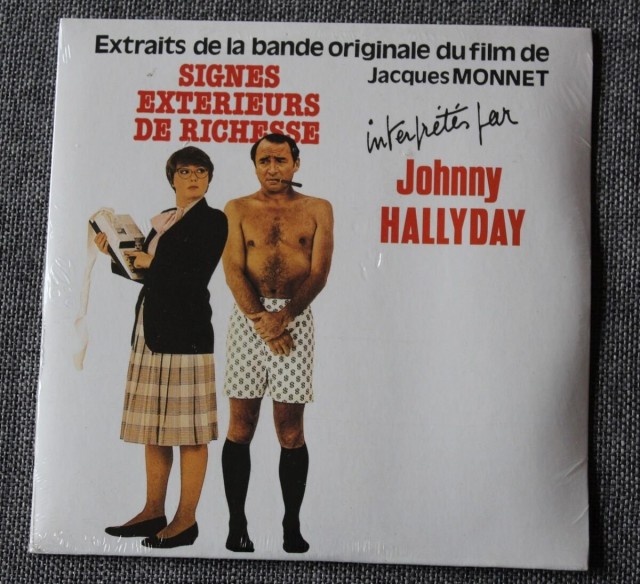 Extraits de la bande originale du film de
Jacques MONNET
SIGNES
EXTERIEURS
DE RICHESSE
interprétés par
Johnny
HALLYDAY